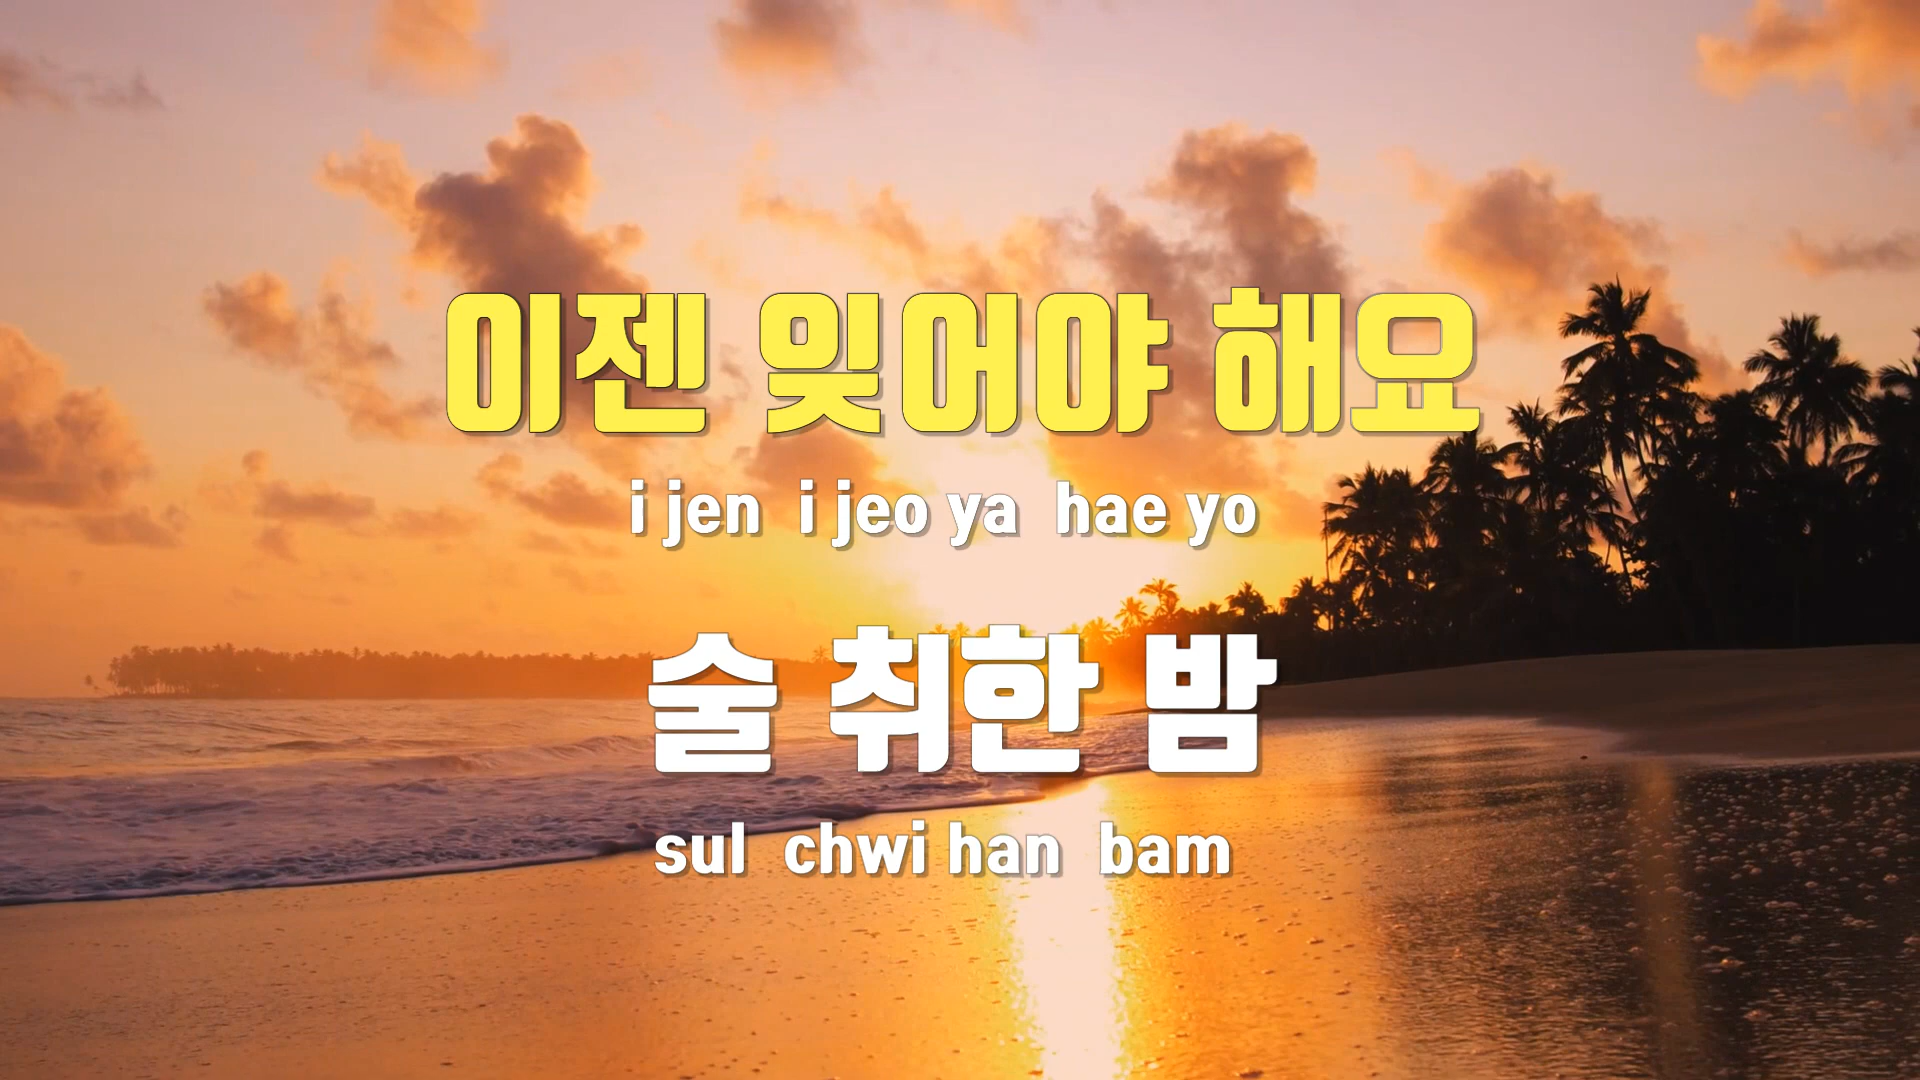 이젠 잊어야 해요
i jen i jeo ya hae yo
술 취한 밤
sul chwi han bam